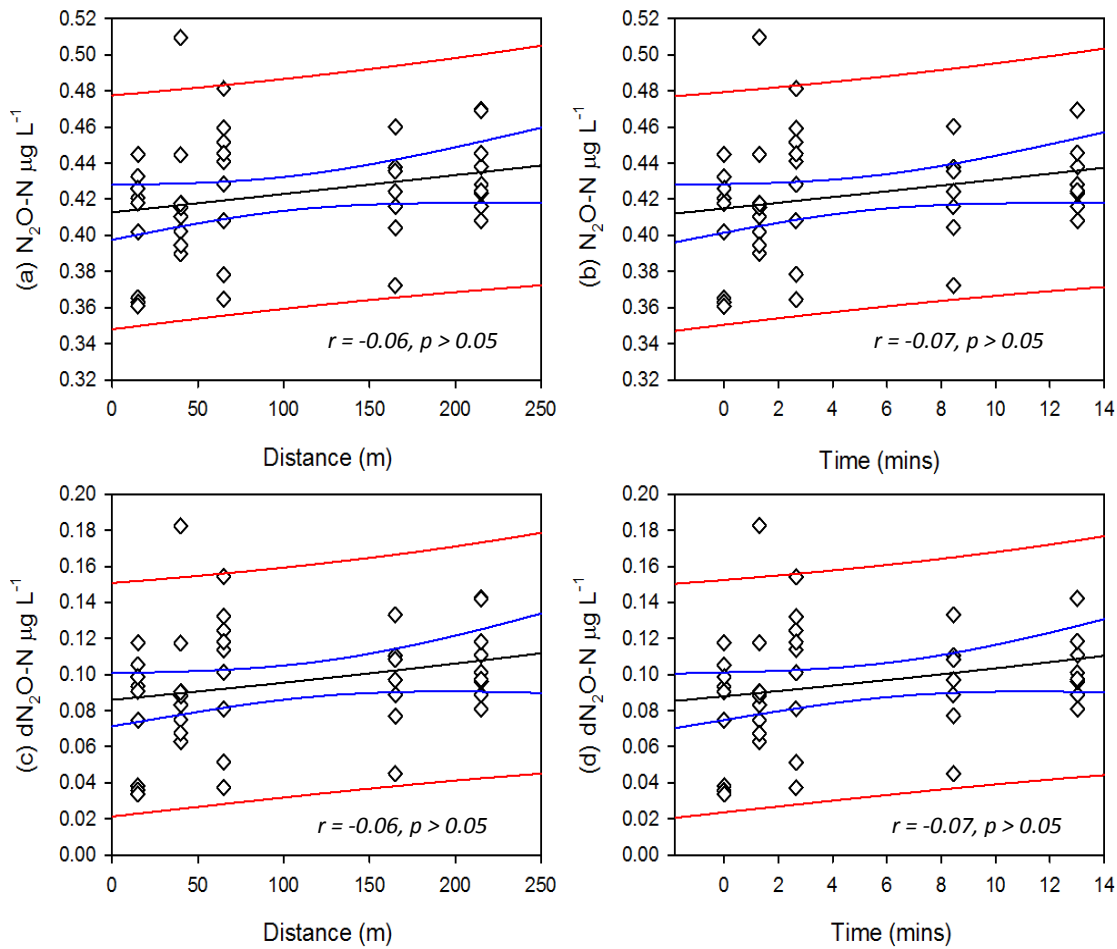 0.52
0.50
0.48
0.46
0.44
0.42
0.40
0.38
0.36
0.34
0.32
(a) N₂O-N µg L⁻¹
r = -0.06, p > 0.05
0 50 100 150 200 250
Distance (m)
0.52
0.50
0.48
0.46
0.44
0.42
0.40
0.38
0.36
0.34
0.32
(b) N₂O-N µg L⁻¹
r = -0.07, p > 0.05
0 2 4 6 8 10 12 14
Time (mins)
0.20
0.18
0.16
0.14
0.12
0.10
0.08
0.06
0.04
0.02
0.00
(c) dN₂O-N µg L⁻¹
r = -0.06, p > 0.05
0 50 100 150 200 250
Distance (m)
0.20
0.18
0.16
0.14
0.12
0.10
0.08
0.06
0.04
0.02
0.00
(d) dN₂O-N µg L⁻¹
r = -0.07, p > 0.05
0 2 4 6 8 10 12 14
Time (mins)